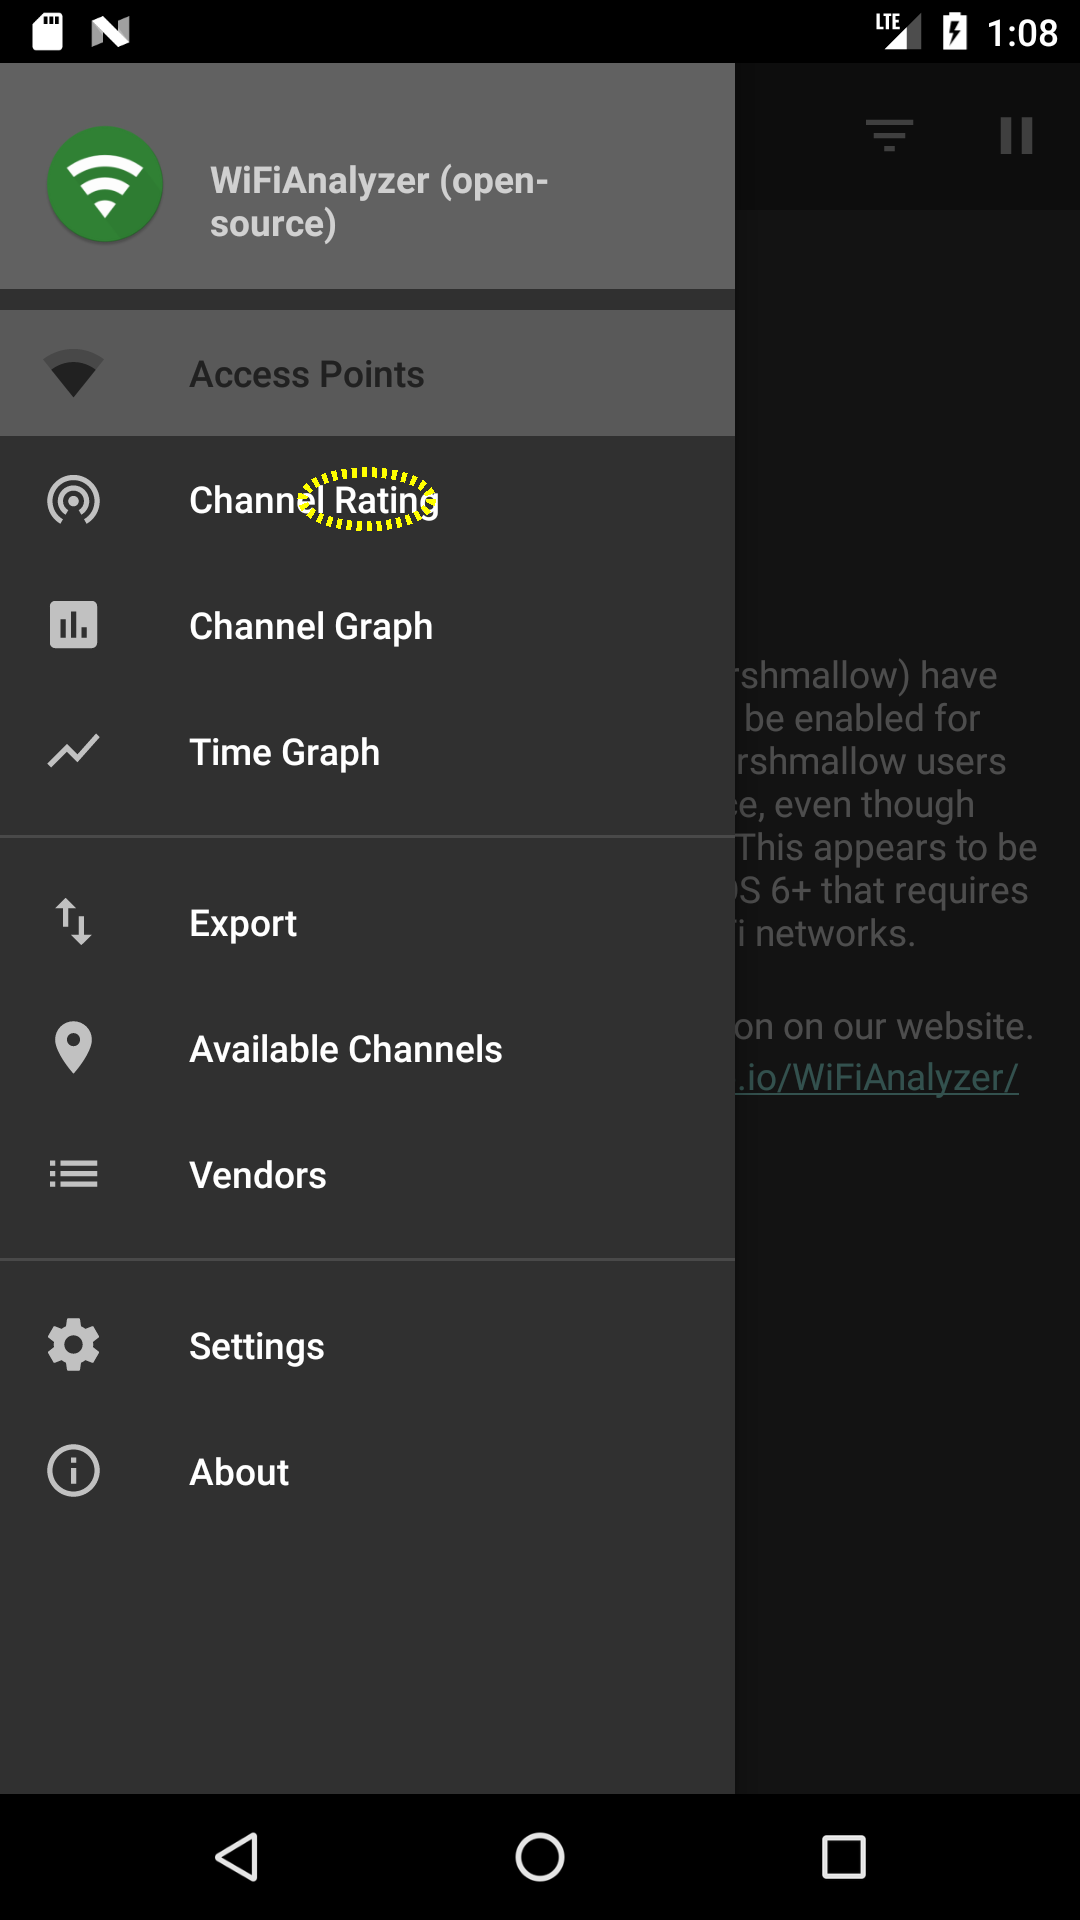 LTE 1:08
WiFiAnalyzer (open-
source)
Access Points
Channel Rating
Channel Graph
Time Graph
Export
Available Channels
Vendors
Settings
About
rshmallow) have
be enabled for
rshmallow users
e, even though
This appears to be
S 6+ that requires
i networks.
on on our website.
.io/WiFiAnalyzer/